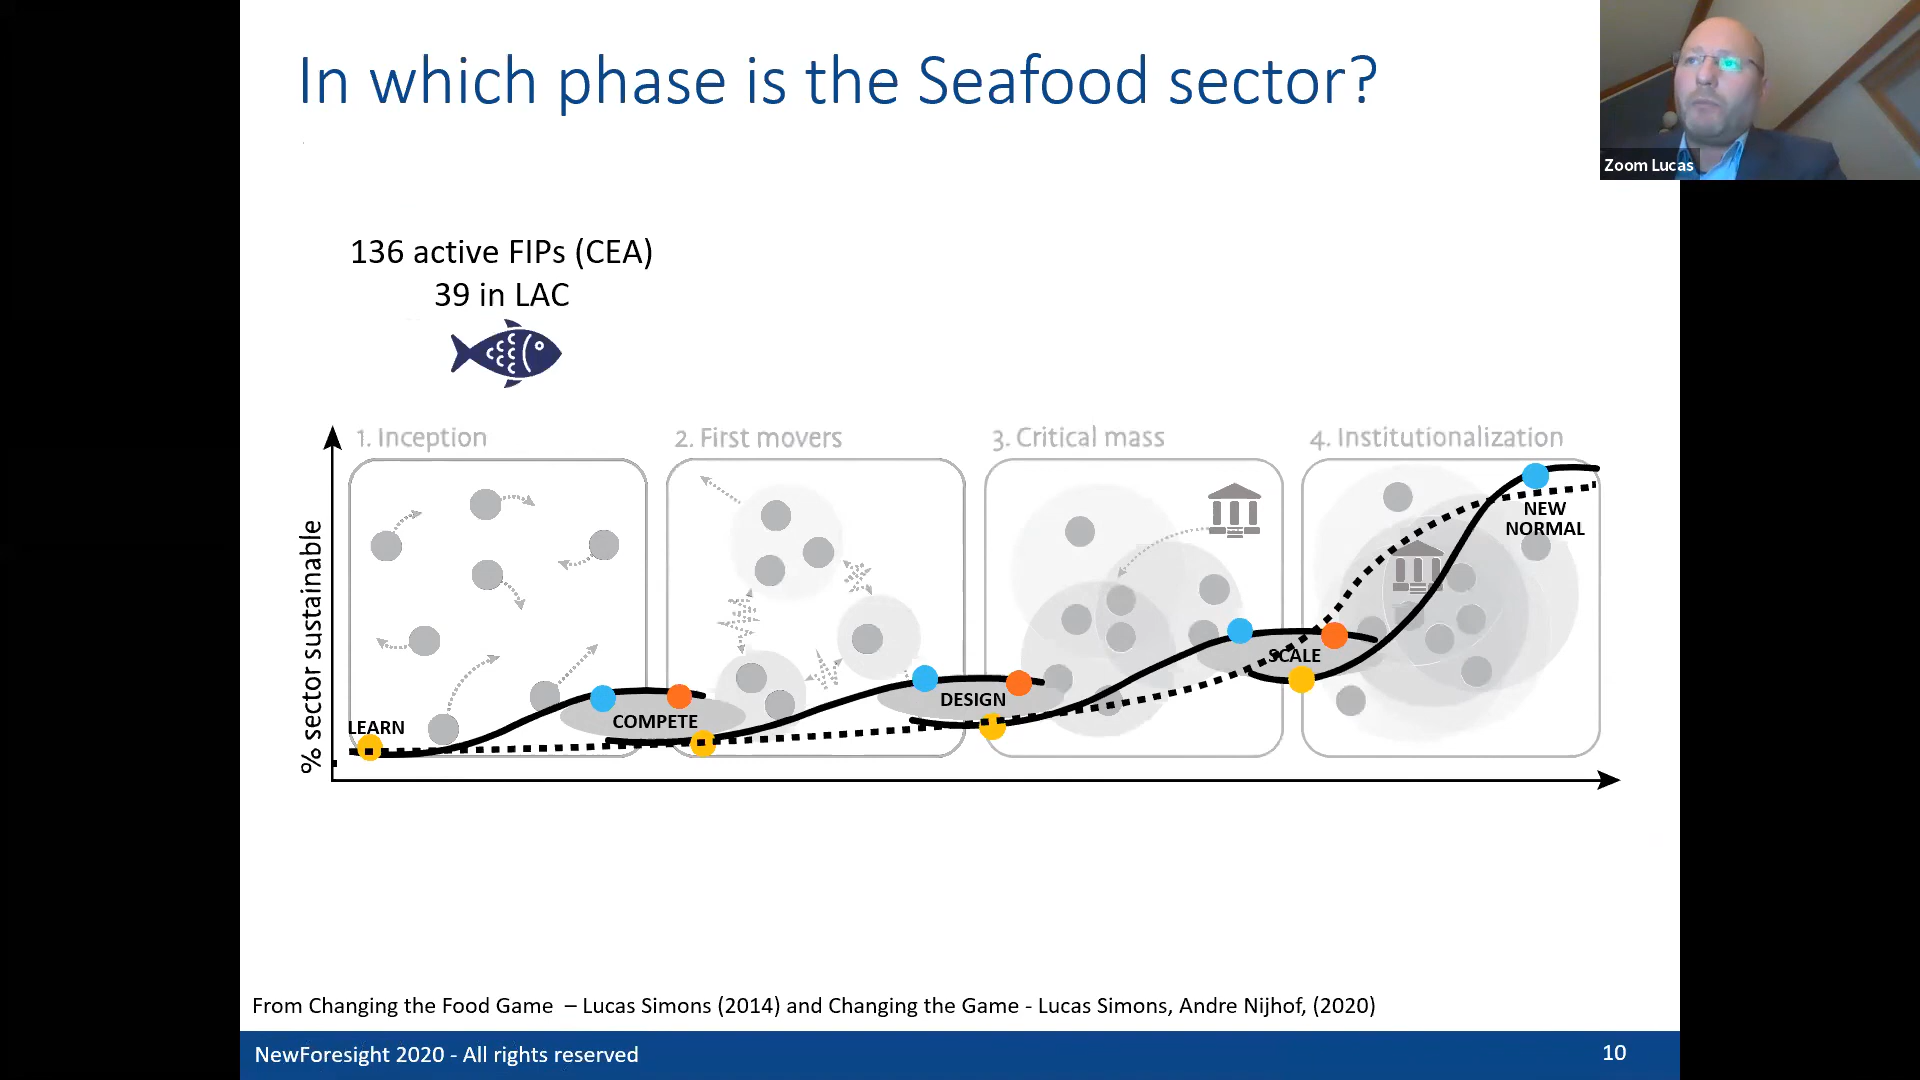 In which phase is the Seafood sector?
Zoom Lucas
136 active FIPs (CEA)
39 in LAC
1. Inception
2. First movers
3. Critical mass
4. Institutionalization
% sector sustainable
LEARN
COMPETE
DESIGN
SCALE
NEW
NORMAL
From Changing the Food Game – Lucas Simons (2014) and Changing the Game - Lucas Simons, Andre Nijhof, (2020)
NewForesight 2020 - All rights reserved
10